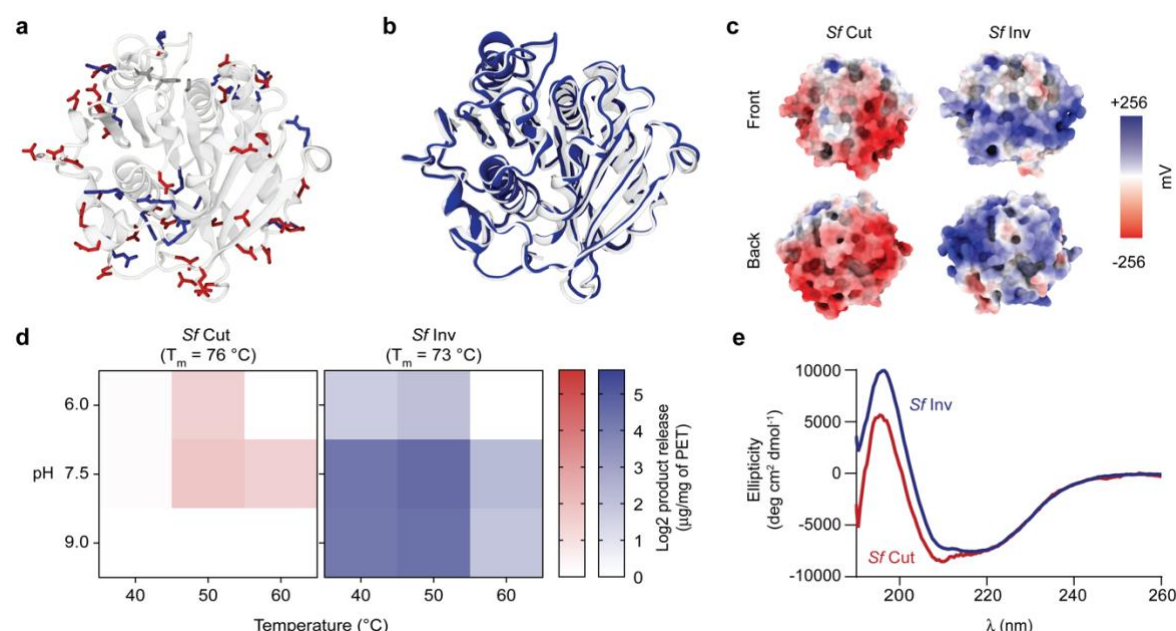 a
b
c
Sf Cut
Sf Inv
Front
Back
+256
mV
-256
d
Sf Cut
(Tm = 76 °C)
Sf Inv
(Tm = 73 °C)
6.0
pH 7.5
9.0
40
50
60
40
50
60
Temperature (°C)
5
4
3
2
1
0
Log2 product release
(µg/mg of PET)
e
10000
5000
0
-5000
-10000
Ellipticity
(deg cm² dmol⁻¹)
Sf Inv
Sf Cut
200
220
240
260
λ (nm)